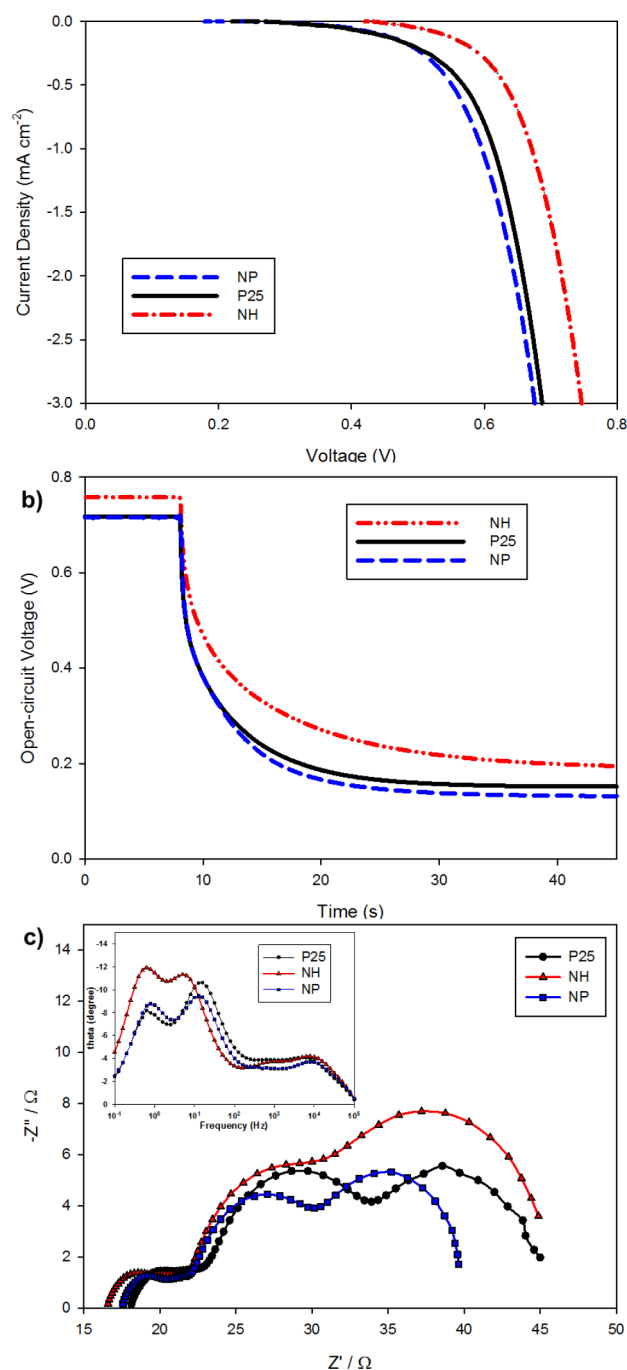 0.0
-0.5
-1.0
-1.5
-2.0
-2.5
-3.0
Current Density (mA cm⁻²)
NP
P25
NH
0.0 0.2 0.4 0.6 0.8
Voltage (V)
b)
0.8
0.6
0.4
0.2
0.0
Open-circuit Voltage (V)
NH
P25
NP
0 10 20 30 40
Time (s)
c)
14
12
10
8
6
4
2
0
-Z'' / Ω
-14
-12
-10
-8
-6
-4
-2
0
theta (degree)
P25
NH
NP
10⁻¹ 10⁰ 10¹ 10² 10³ 10⁴ 10⁵
Frequency (Hz)
P25
NH
NP
15 20 25 30 35 40 45 50
Z' / Ω